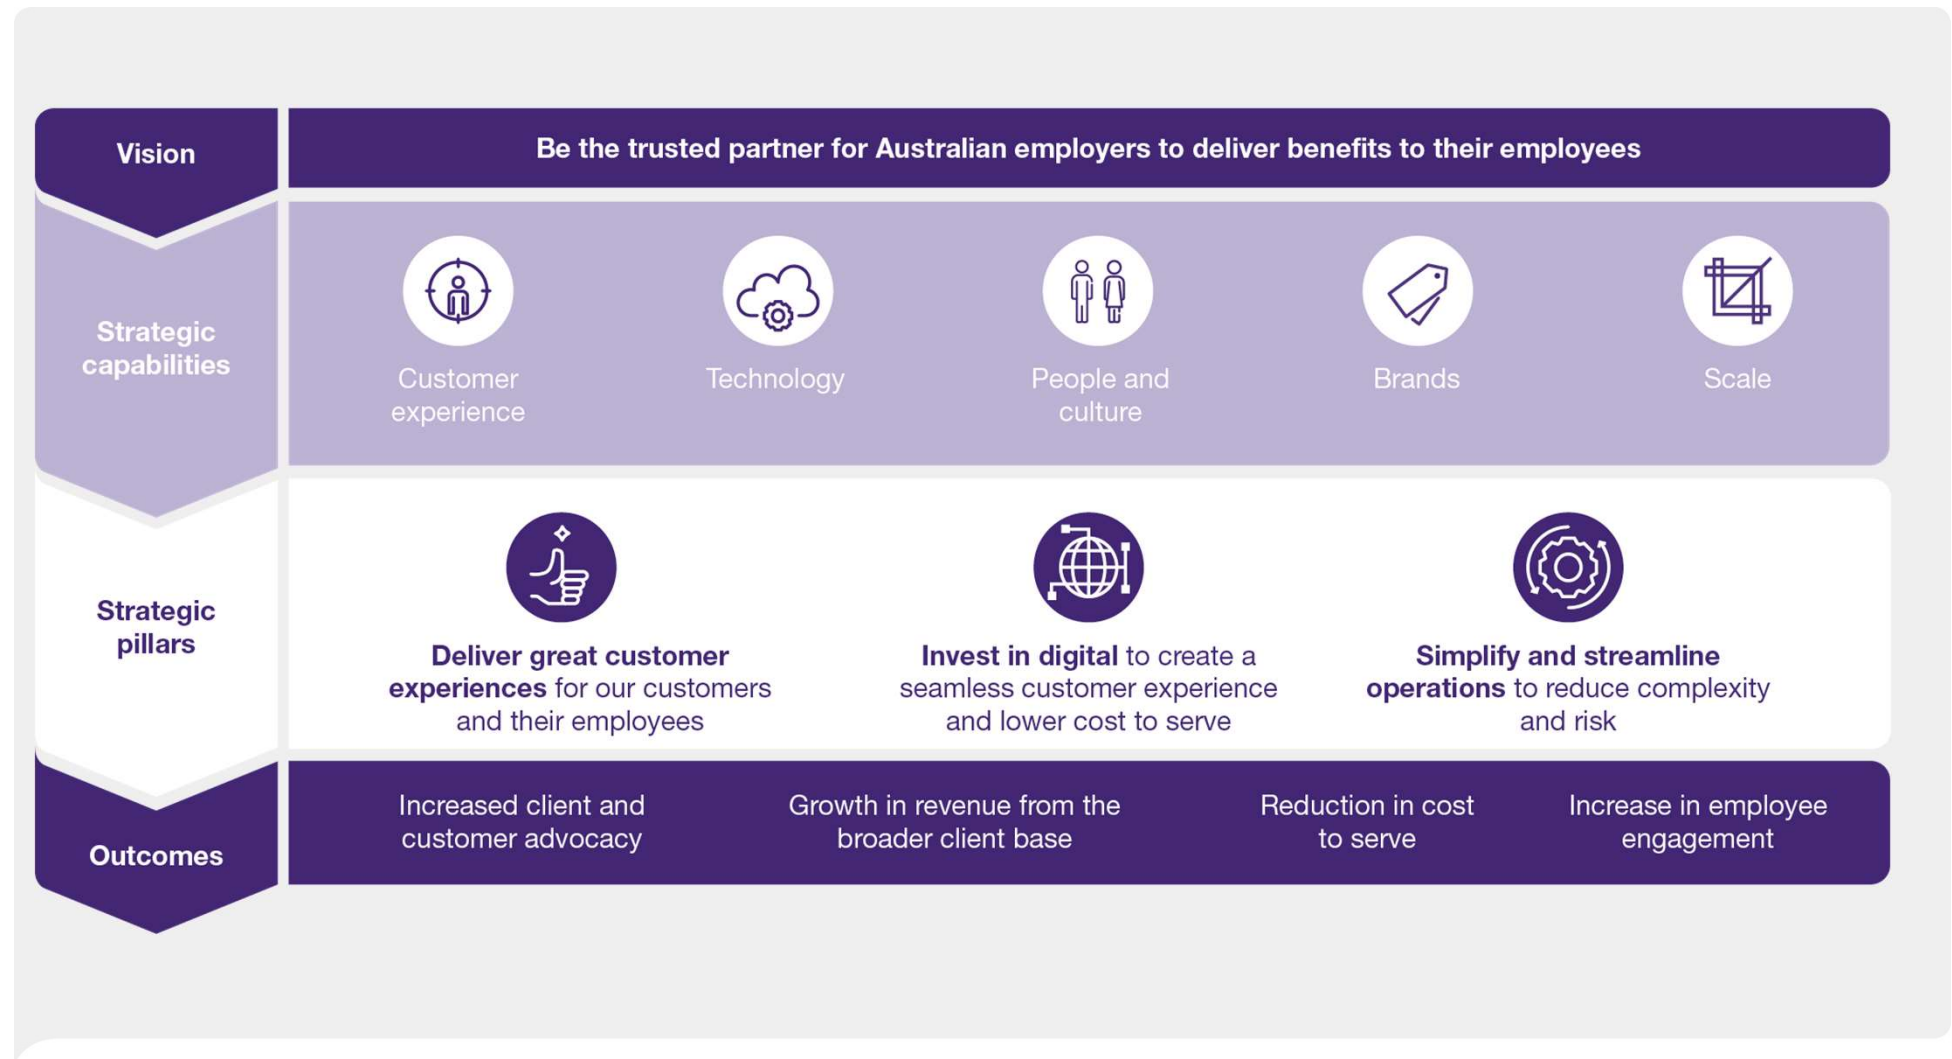 Vision
Be the trusted partner for Australian employers to deliver benefits to their employees
Strategic
capabilities
Customer
experience
Technology
People and
culture
Brands
Scale
Strategic
pillars
Deliver great customer
experiences for our customers
and their employees
Invest in digital to create a
seamless customer experience
and lower cost to serve
Simplify and streamline
operations to reduce complexity
and risk
Outcomes
Increased client and
customer advocacy
Growth in revenue from the
broader client base
Reduction in cost
to serve
Increase in employee
engagement